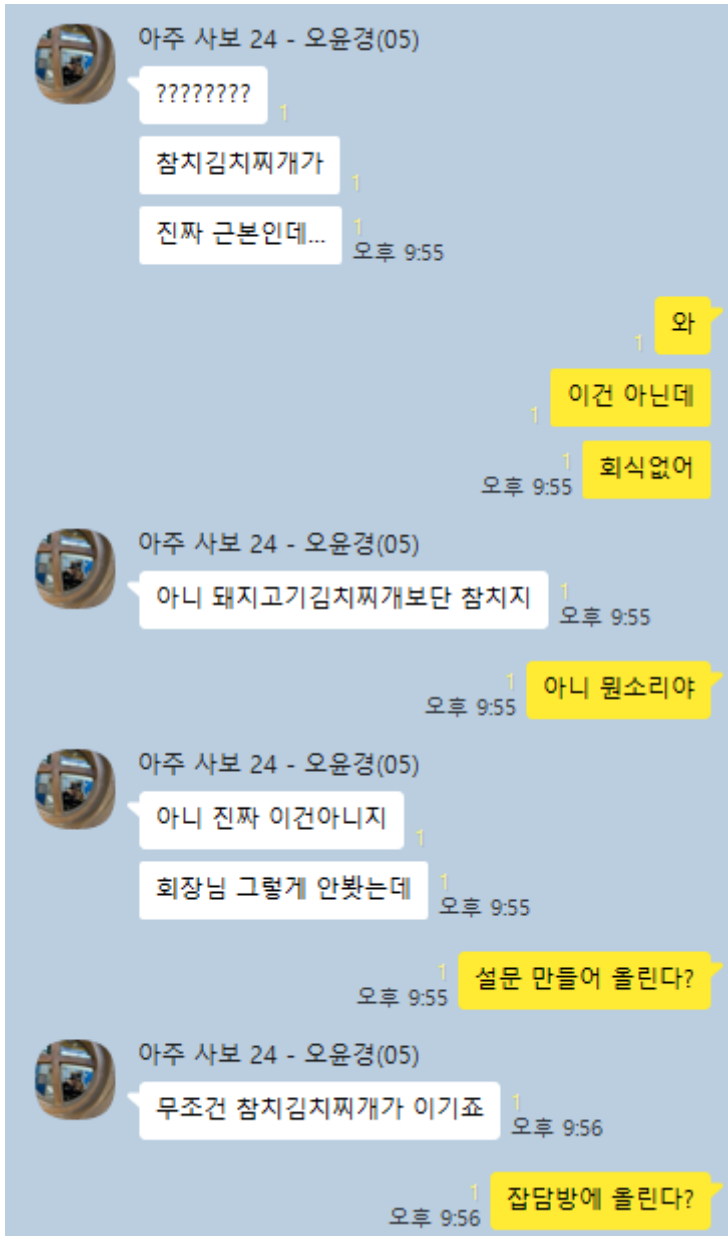 아주 사보 24 - 오윤경(05)
????????
1
참치김치찌개가
1
진짜 근본인데...
1
오후 9:55
와
1
이건 아닌데
1
회식없어
1
오후 9:55
아주 사보 24 - 오윤경(05)
아니 돼지고기김치찌개보단 참치지
1
오후 9:55
아니 뭔소리야
1
오후 9:55
아주 사보 24 - 오윤경(05)
아니 진짜 이건아니지
1
회장님 그렇게 안봣는데
1
오후 9:55
설문 만들어 올린다?
1
오후 9:55
아주 사보 24 - 오윤경(05)
무조건 참치김치찌개가 이기죠
1
오후 9:56
잡담방에 올린다?
1
오후 9:56